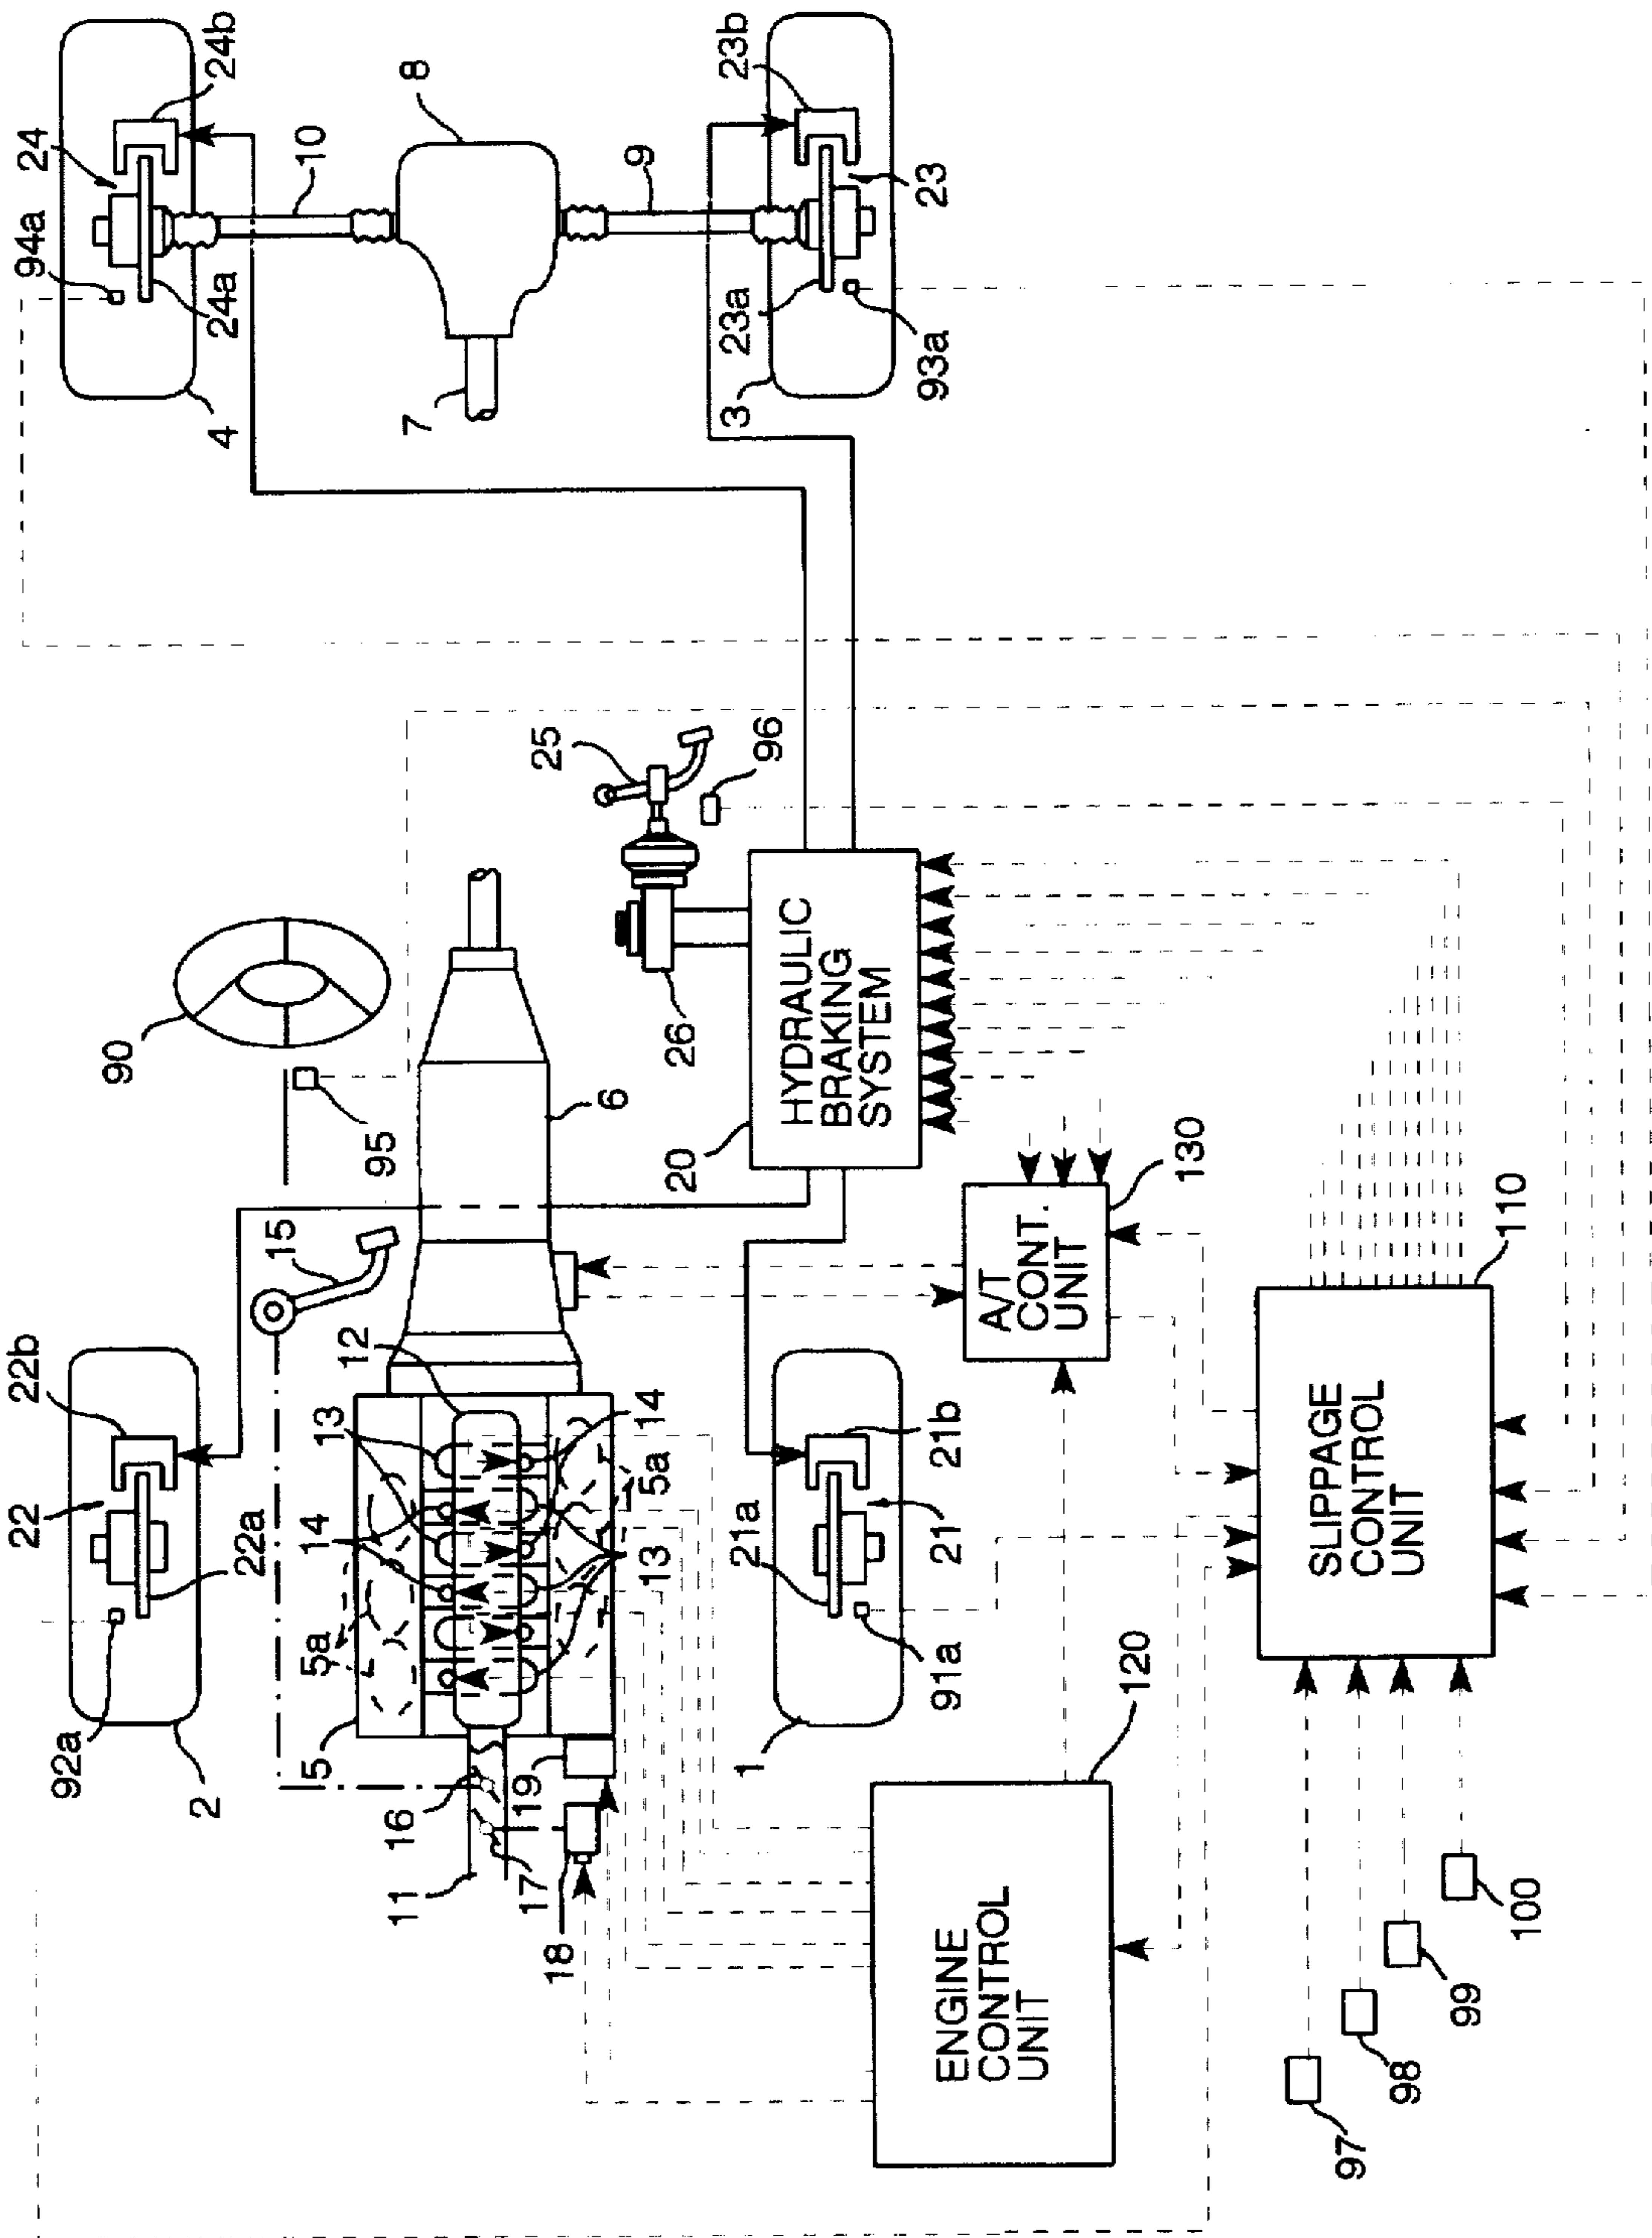 92a
22
22b
2
22a
15
90
95
24
24b
94a
24a
4
10
8
7
9
23b
23
23a
3
93a
5
5a
14
13
12
6
25
96
26
11
16
17
18
19
13
14
5a
20
HYDRAULIC
BRAKING
SYSTEM
1
91a
21a
21
21b
A/T
CONT.
UNIT
130
ENGINE
CONTROL
UNIT
120
SLIPPAGE
CONTROL
UNIT
110
97
98
99
100